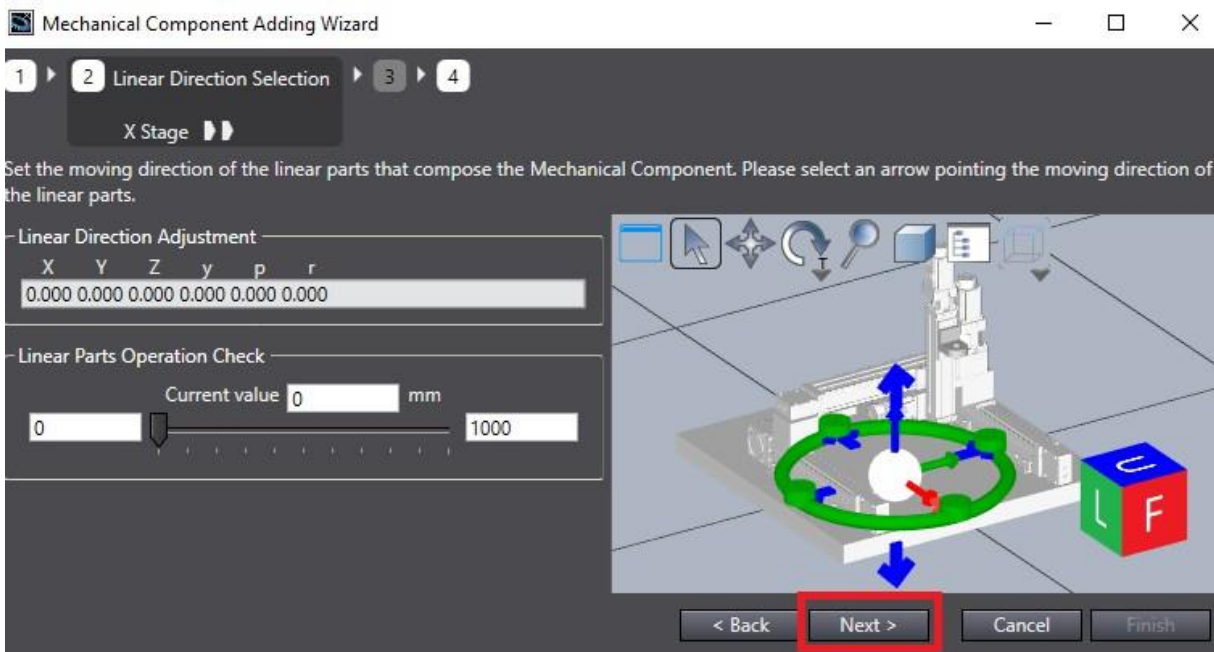 Mechanical Component Adding Wizard
1 2 Linear Direction Selection 3 4
X Stage
Set the moving direction of the linear parts that compose the Mechanical Component. Please select an arrow pointing the moving direction of
the linear parts.
Linear Direction Adjustment
X Y Z y p r
0.000 0.000 0.000 0.000 0.000 0.000
T
Linear Parts Operation Check
Current value 0 mm
0 1000
U
L F
< Back Next > Cancel Finish